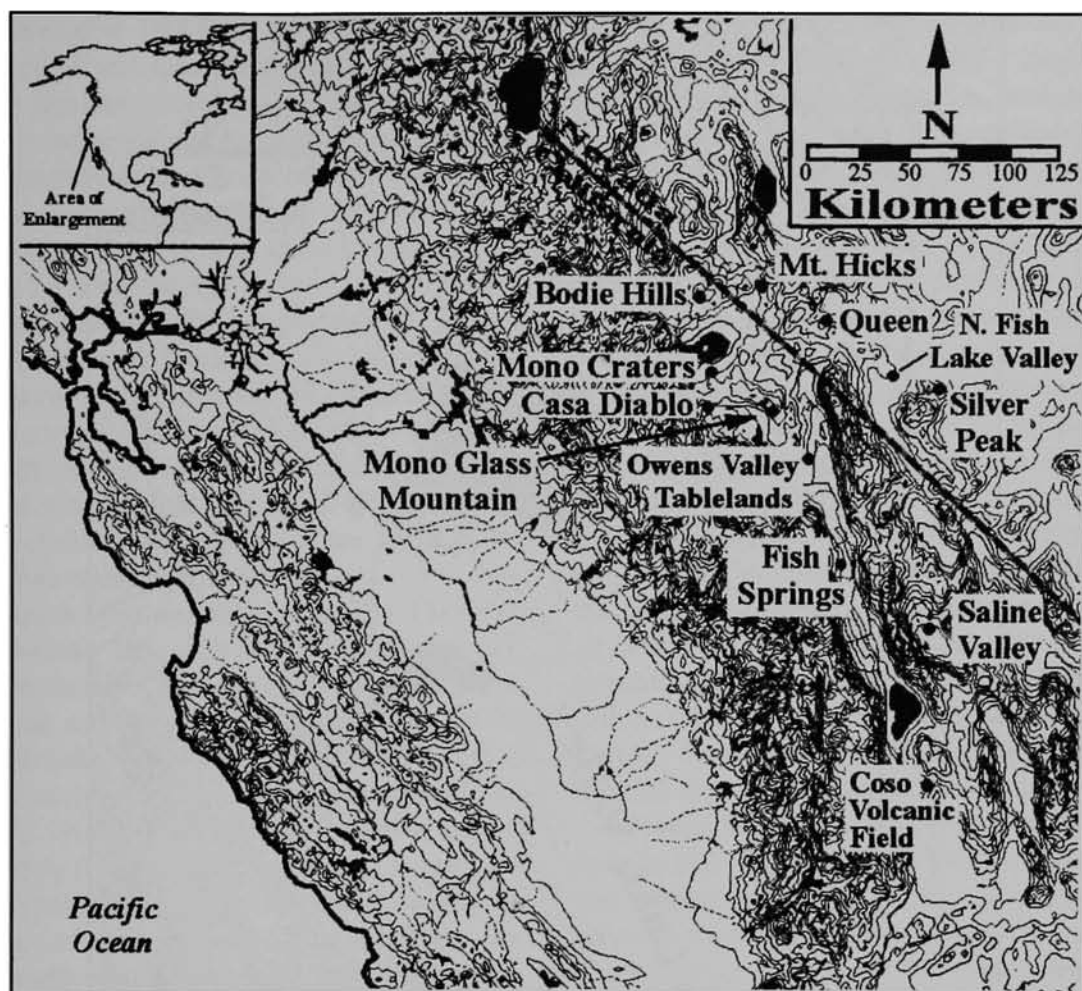 Area of
Enlargement
N
0 25 50 75 100 125
Kilometers
Nevada
California
Mt. Hicks
Bodie Hills
Queen
N. Fish
Lake Valley
Mono Craters
Casa Diablo
Silver
Peak
Mono Glass
Mountain
Owens Valley
Tablelands
Fish
Springs
Saline
Valley
Coso
Volcanic
Field
Pacific
Ocean